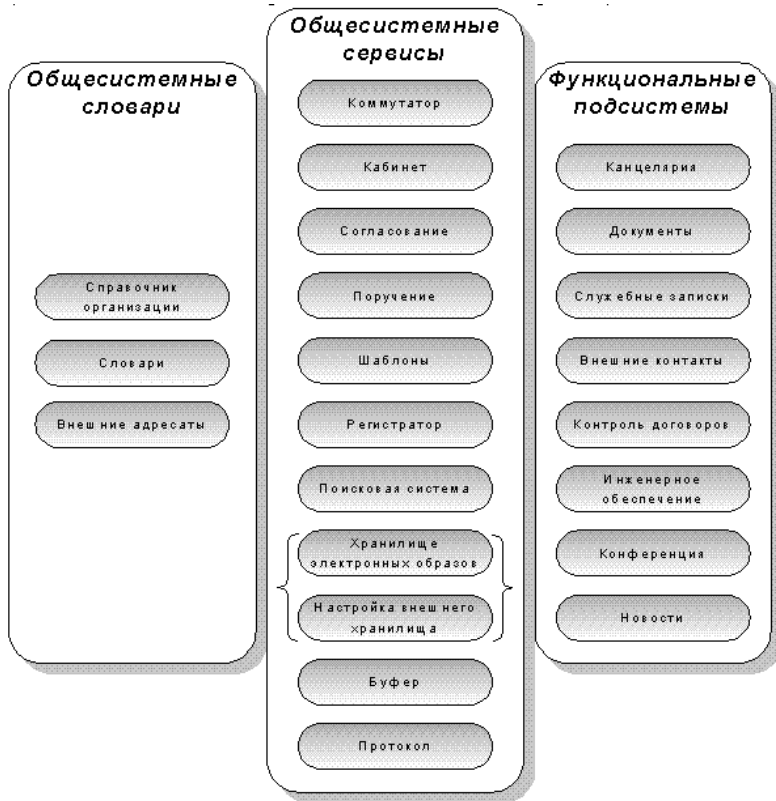 Общесистемные
словари
Справочник
организации
Словари
Внешние адресаты
Общесистемные
сервисы
Коммутатор
Кабинет
Согласование
Поручение
Шаблоны
Регистратор
Поисковая система
Хранилище
электронных образов
Настройка внешнего
хранилища
Буфер
Протокол
Функциональные
подсистемы
Канцелярия
Документы
Служебные записки
Внешние контакты
Контроль договоров
Инженерное
обеспечение
Конференция
Новости